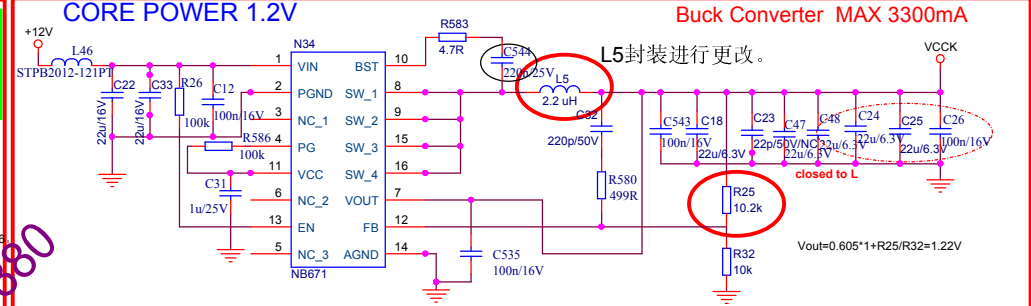 CORE POWER 1.2V
Buck Converter MAX 3300mA
+12V
L46
STPB2012-121PT
C22
22u/16V
C33
22u/16V
R26
100k
C12
100n/16V
R586
100k
C31
1u/25V
N34
1 VIN BST 10
2 PGND SW_1 8
3 NC_1 SW_2 9
4 PG SW_3 15
11 VCC SW_4 16
6 NC_2 VOUT 7
13 EN FB 12
5 NC_3 AGND 14
NB671
R583
4.7R
C544
220n/25V
L5封装进行更改。
L5
2.2 uH
C32
220p/50V
R580
499R
C535
100n/16V
VCCK
C543
100n/16V
C18
22u/6.3V
C23
22p/50V/NC
C47
22u/6.3V
C48
22u/6.3V
C24
22u/6.3V
C25
22u/6.3V
C26
100n/16V
closed to L
R25
10.2k
R32
10k
Vout=0.605*1+R25/R32=1.22V
580